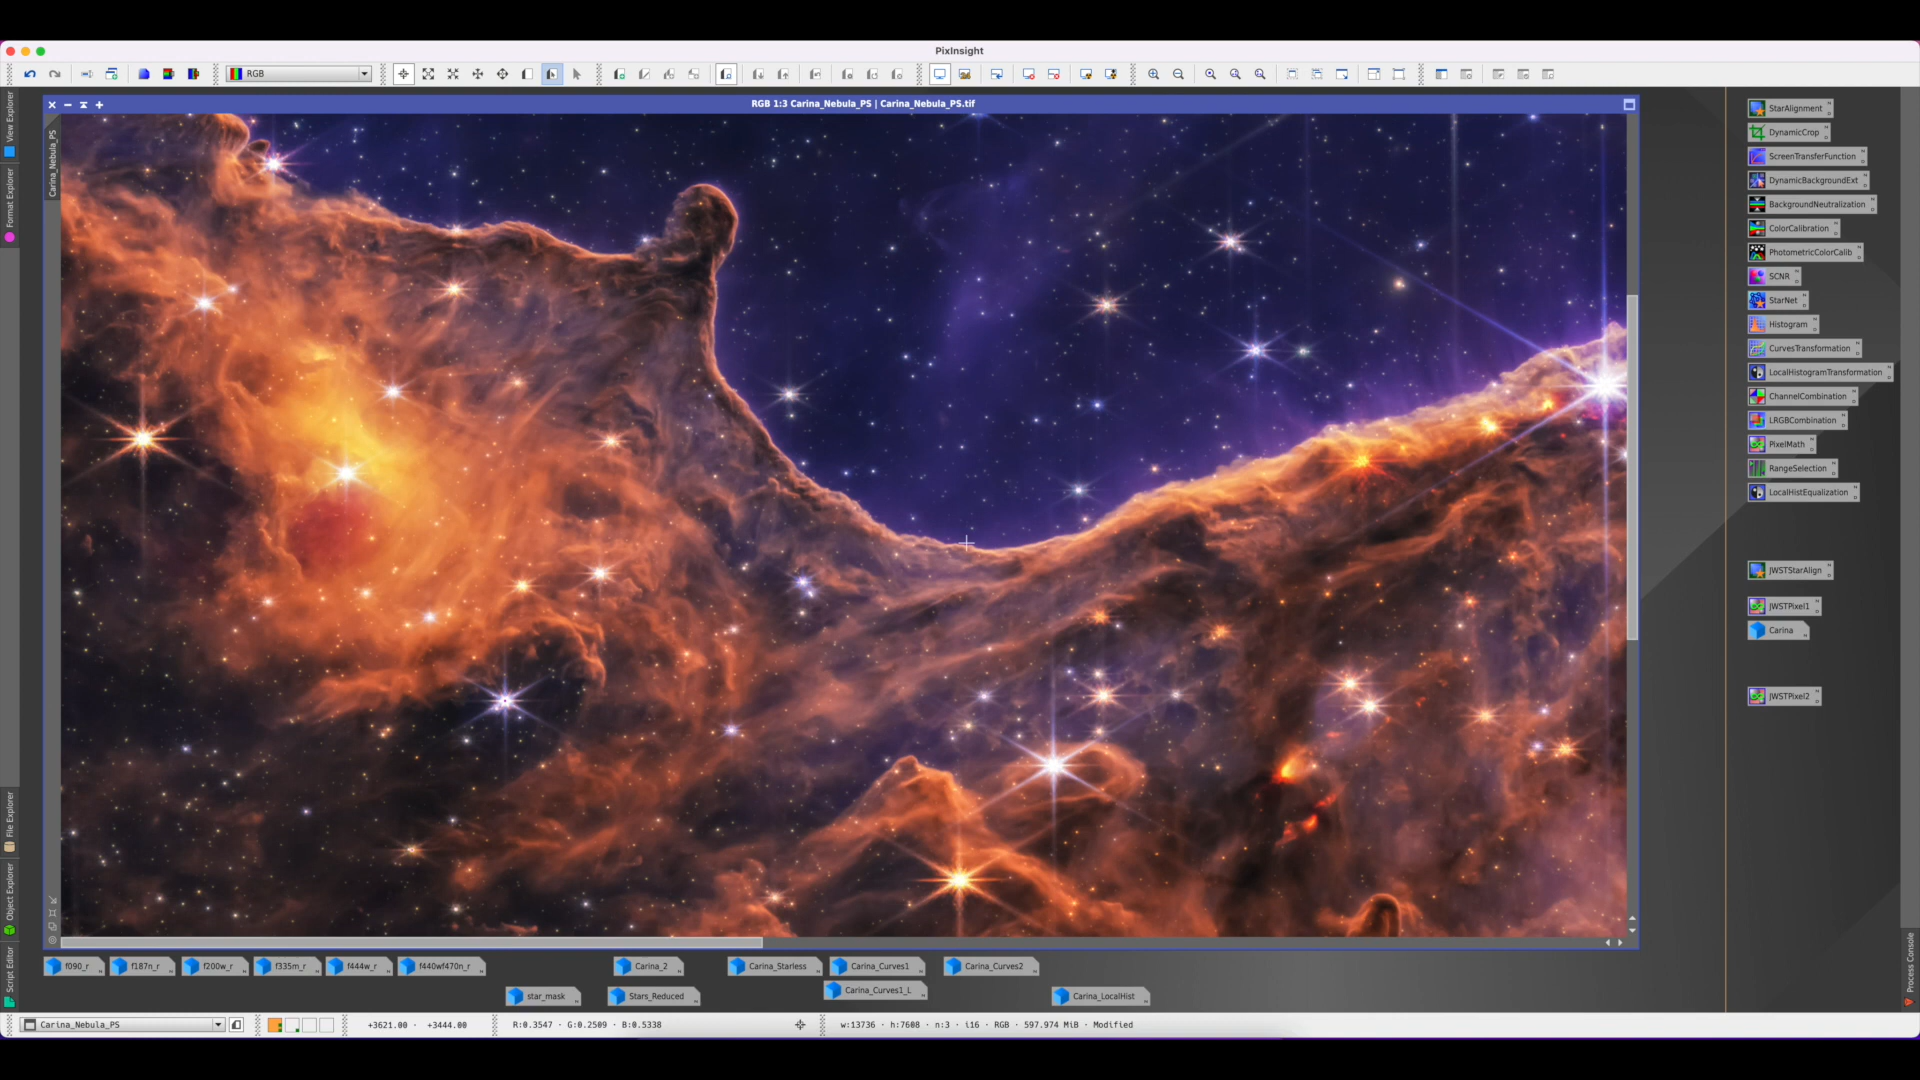 PixInsight
RGB
RGB 1:3 Carina_Nebula_PS | Carina_Nebula_PS.tif
View Explorer
Format Explorer
File Explorer
Object Explorer
Script Editor
Carina_Nebula_PS
StarAlignment
DynamicCrop
ScreenTransferFunction
DynamicBackgroundExt
BackgroundNeutralization
ColorCalibration
PhotometricColorCalib
SCNR
StarNet
Histogram
CurvesTransformation
LocalHistogramTransformation
ChannelCombination
LRGBCombination
PixelMath
RangeSelection
LocalHistEqualization
JWSTStarAlign
JWSTPixel1
Carina
JWSTPixel2
Process Console
f090_r
f187n_r
f200w_r
f335m_r
f444w_r
f440wf470n_r
Carina_2
Carina_Starless
Carina_Curves1
Carina_Curves2
Carina_Curves1_L
star_mask
Stars_Reduced
Carina_LocalHist
Carina_Nebula_PS
+3621.00 · +3444.00
R:0.3547 · G:0.2509 · B:0.5338
w:13736 · h:7608 · n:3 · i16 · RGB · 597.974 MiB · Modified